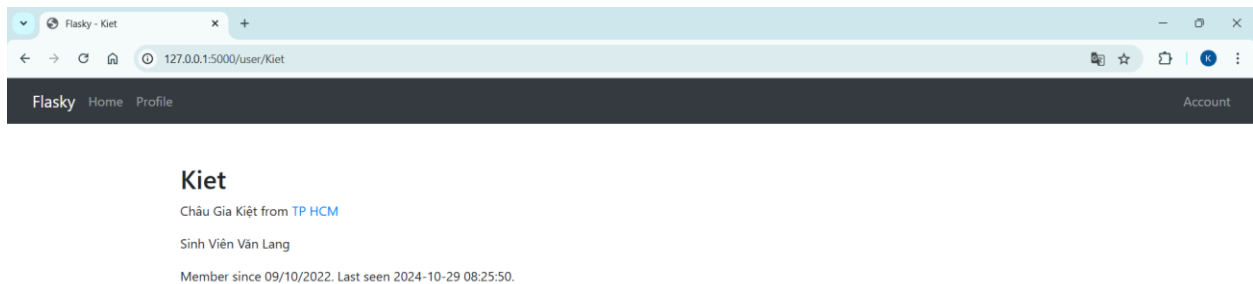 Flasky - Kiet
127.0.0.1:5000/user/Kiet
K
Flasky Home Profile Account
Kiet
Châu Gia Kiệt from TP HCM
Sinh Viên Văn Lang
Member since 09/10/2022. Last seen 2024-10-29 08:25:50.